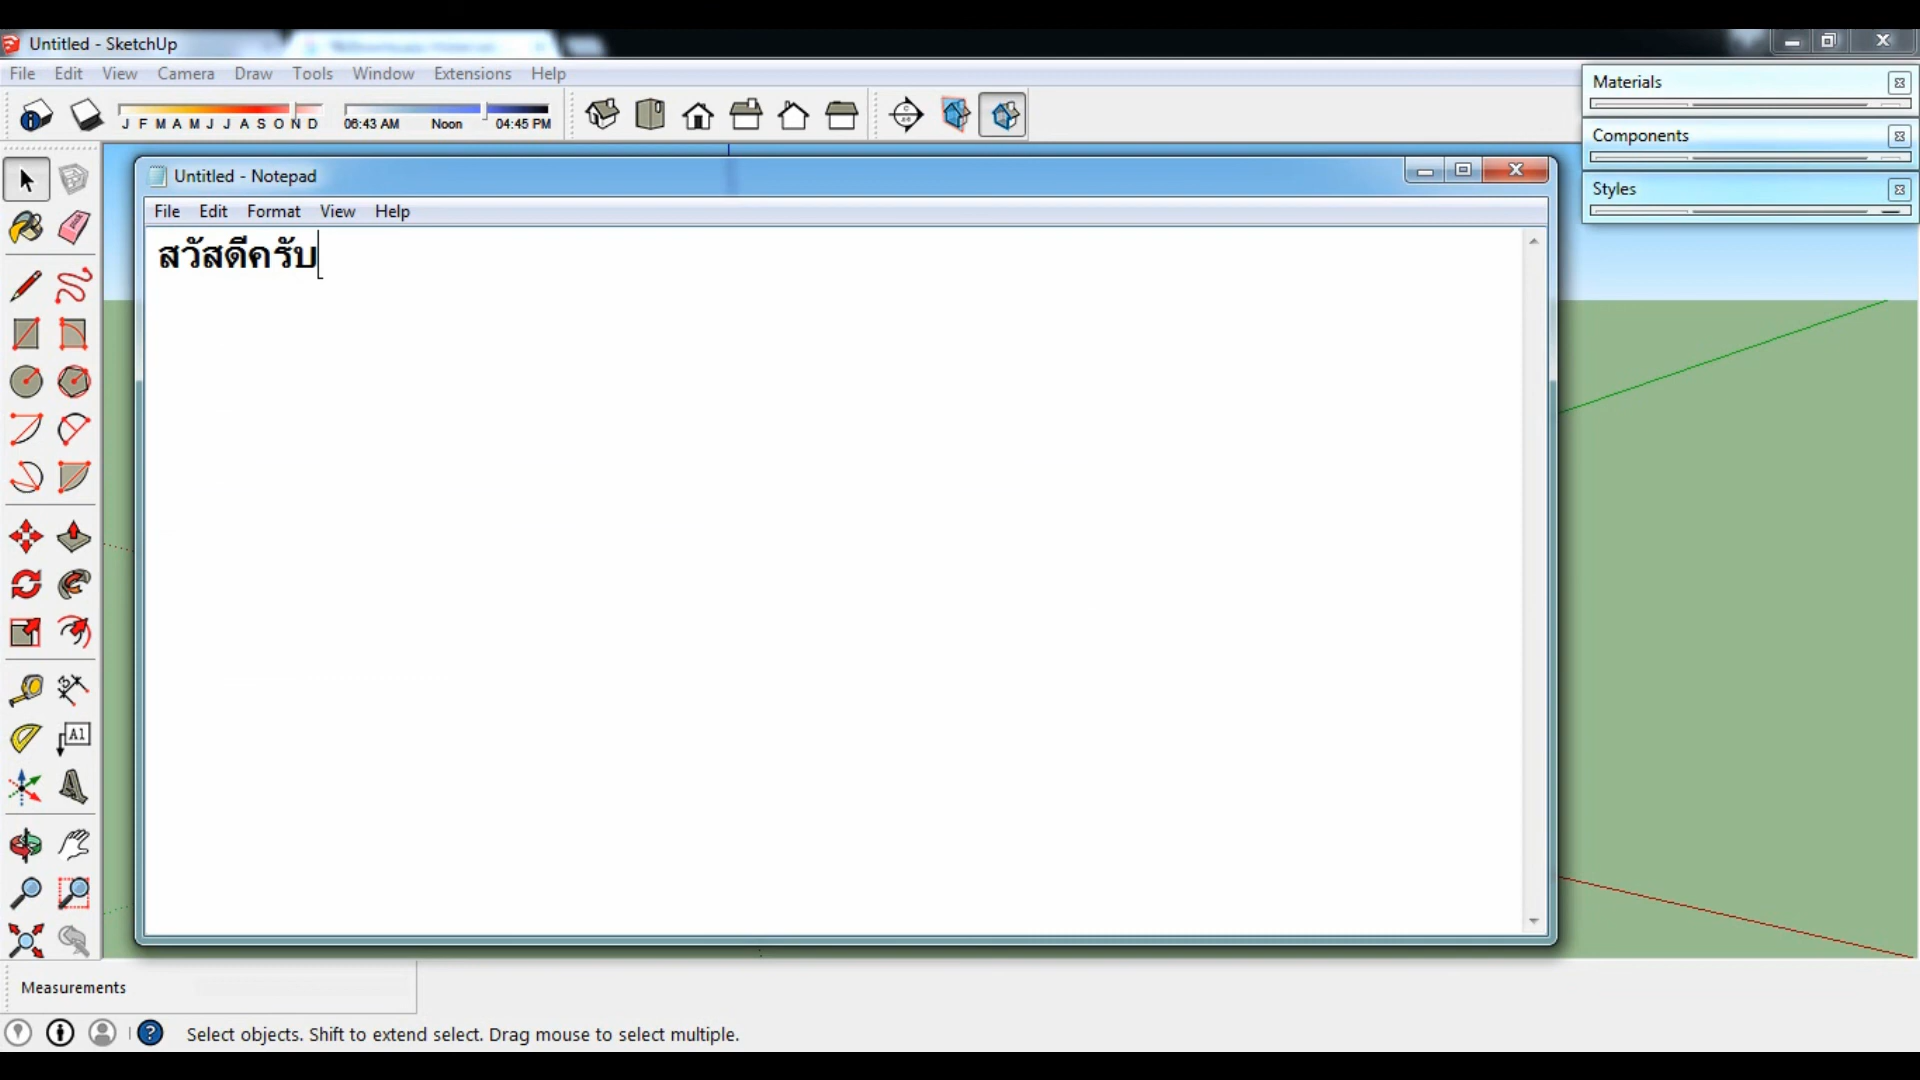 Untitled - SketchUp
File Edit View Camera Draw Tools Window Extensions Help
J F M A M J J A S O N D
06:43 AM Noon 04:45 PM
Materials
Components
Styles
Untitled - Notepad
File Edit Format View Help
สวัสดีครับ
A1
Measurements
Select objects. Shift to extend select. Drag mouse to select multiple.